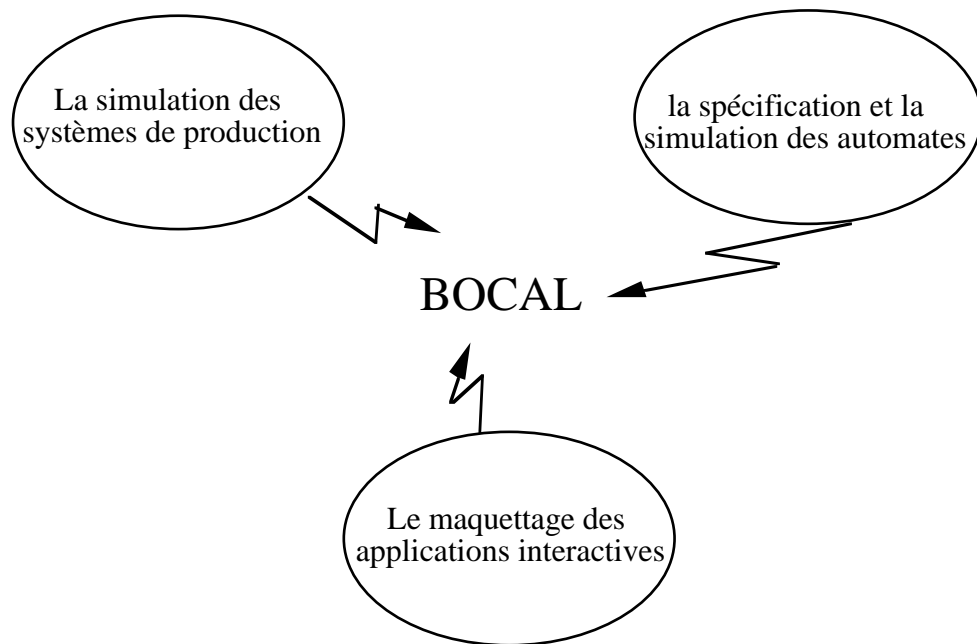 La simulation des
systèmes de production
la spécification et la
simulation des automates
BOCAL
Le maquettage des
applications interactives